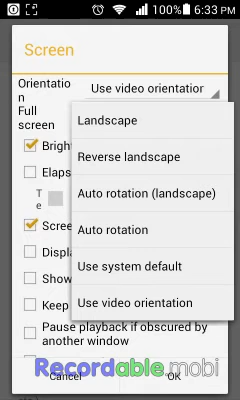 100% 6:33 PM
Screen
Orientatio
n
Use video orientation
Full
screen
Landscape
Reverse landscape
Auto rotation (landscape)
Auto rotation
Use system default
Use video orientation
Bright
Elaps
T
e
Scree
Displa
Show
Keep
Pause playback if obscured by
another window
Recordable.mobi
Cancel
OK